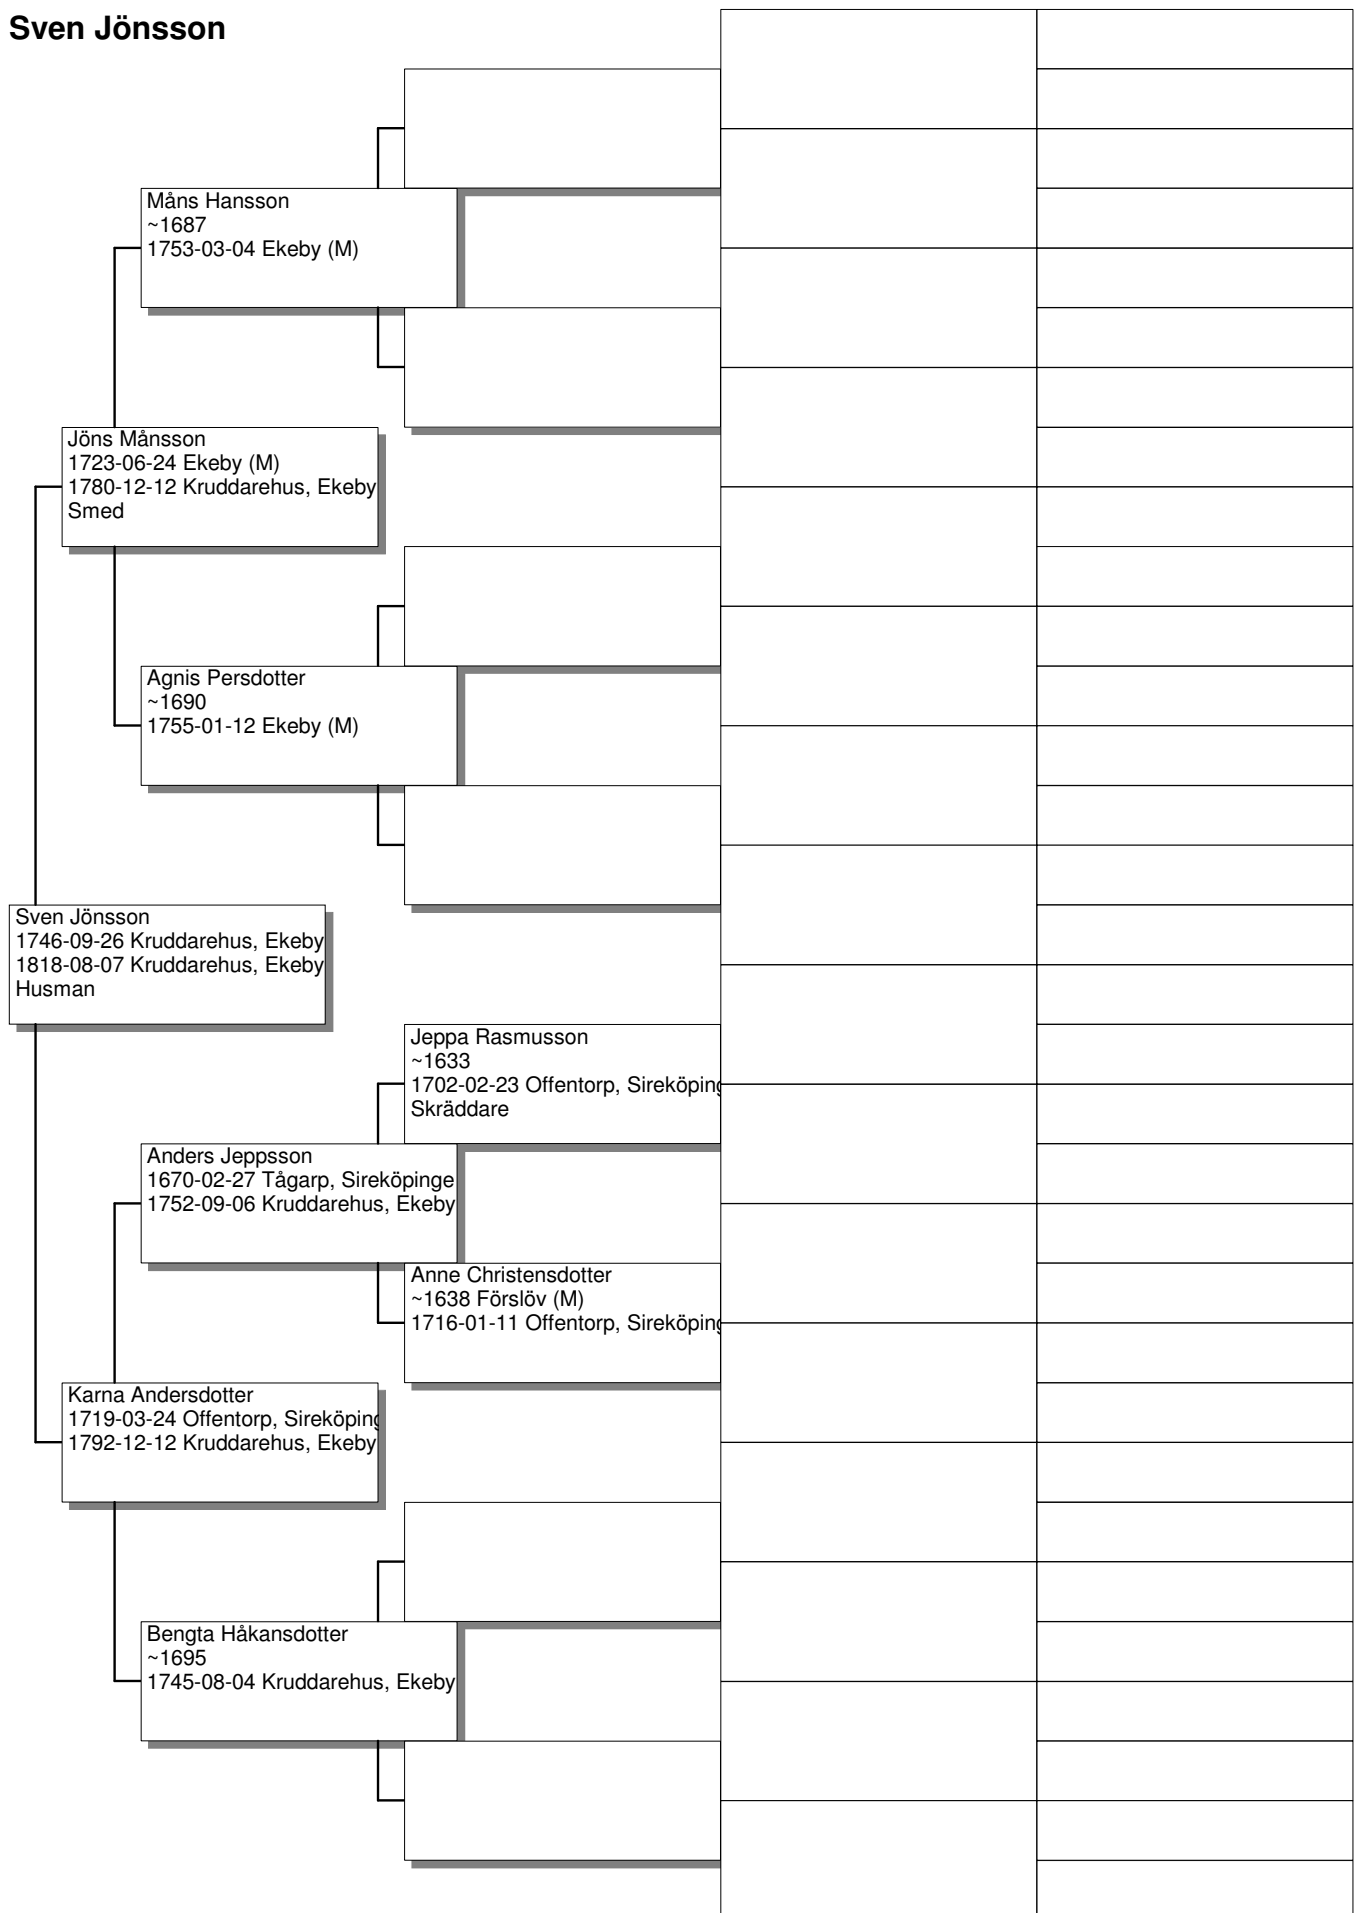 Sven Jönsson
Måns Hansson
~1687
1753-03-04 Ekeby (M)
Jöns Månsson
1723-06-24 Ekeby (M)
1780-12-12 Kruddarehus, Ekeby
Smed
Agnis Persdotter
~1690
1755-01-12 Ekeby (M)
Sven Jönsson
1746-09-26 Kruddarehus, Ekeby
1818-08-07 Kruddarehus, Ekeby
Husman
Jeppa Rasmusson
~1633
1702-02-23 Offentorp, Sireköping
Skräddare
Anders Jeppsson
1670-02-27 Tågarp, Sireköpinge
1752-09-06 Kruddarehus, Ekeby
Anne Christensdotter
~1638 Förslöv (M)
1716-01-11 Offentorp, Sireköping
Karna Andersdotter
1719-03-24 Offentorp, Sireköping
1792-12-12 Kruddarehus, Ekeby
Bengta Håkansdotter
~1695
1745-08-04 Kruddarehus, Ekeby